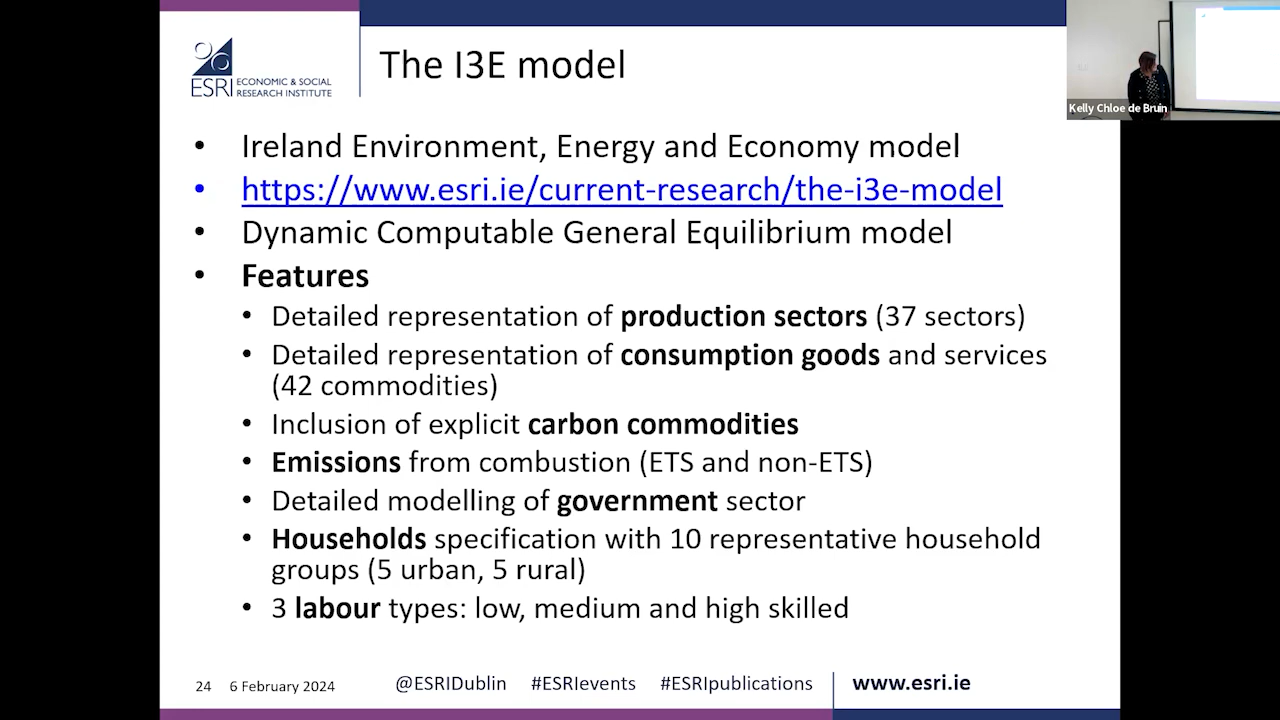 ESRI
ECONOMIC & SOCIAL
RESEARCH INSTITUTE
The I3E model
Kelly Chloe de Bruin
• Ireland Environment, Energy and Economy model
• https://www.esri.ie/current-research/the-i3e-model
• Dynamic Computable General Equilibrium model
• Features
• Detailed representation of production sectors (37 sectors)
• Detailed representation of consumption goods and services
(42 commodities)
• Inclusion of explicit carbon commodities
• Emissions from combustion (ETS and non-ETS)
• Detailed modelling of government sector
• Households specification with 10 representative household
groups (5 urban, 5 rural)
• 3 labour types: low, medium and high skilled
24 6 February 2024 @ESRIDublin #ESRIevents #ESRIpublications www.esri.ie